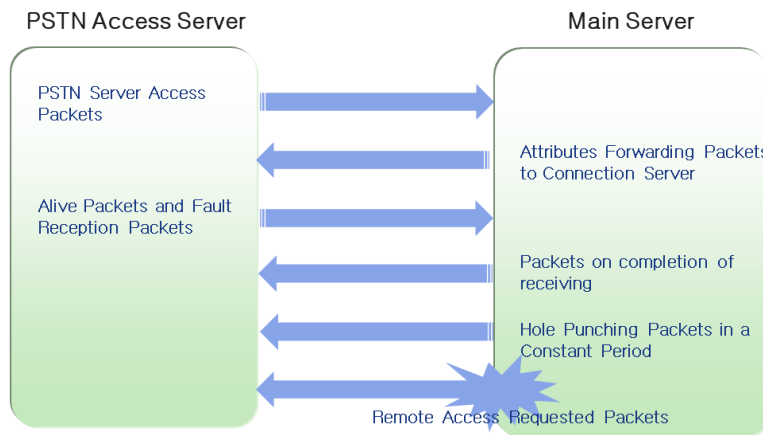 PSTN Access Server
Main Server
PSTN Server Access
Packets
Attributes Forwarding Packets
to Connection Server
Alive Packets and Fault
Reception Packets
Packets on completion of
receiving
Hole Punching Packets in a
Constant Period
Remote Access Requested Packets